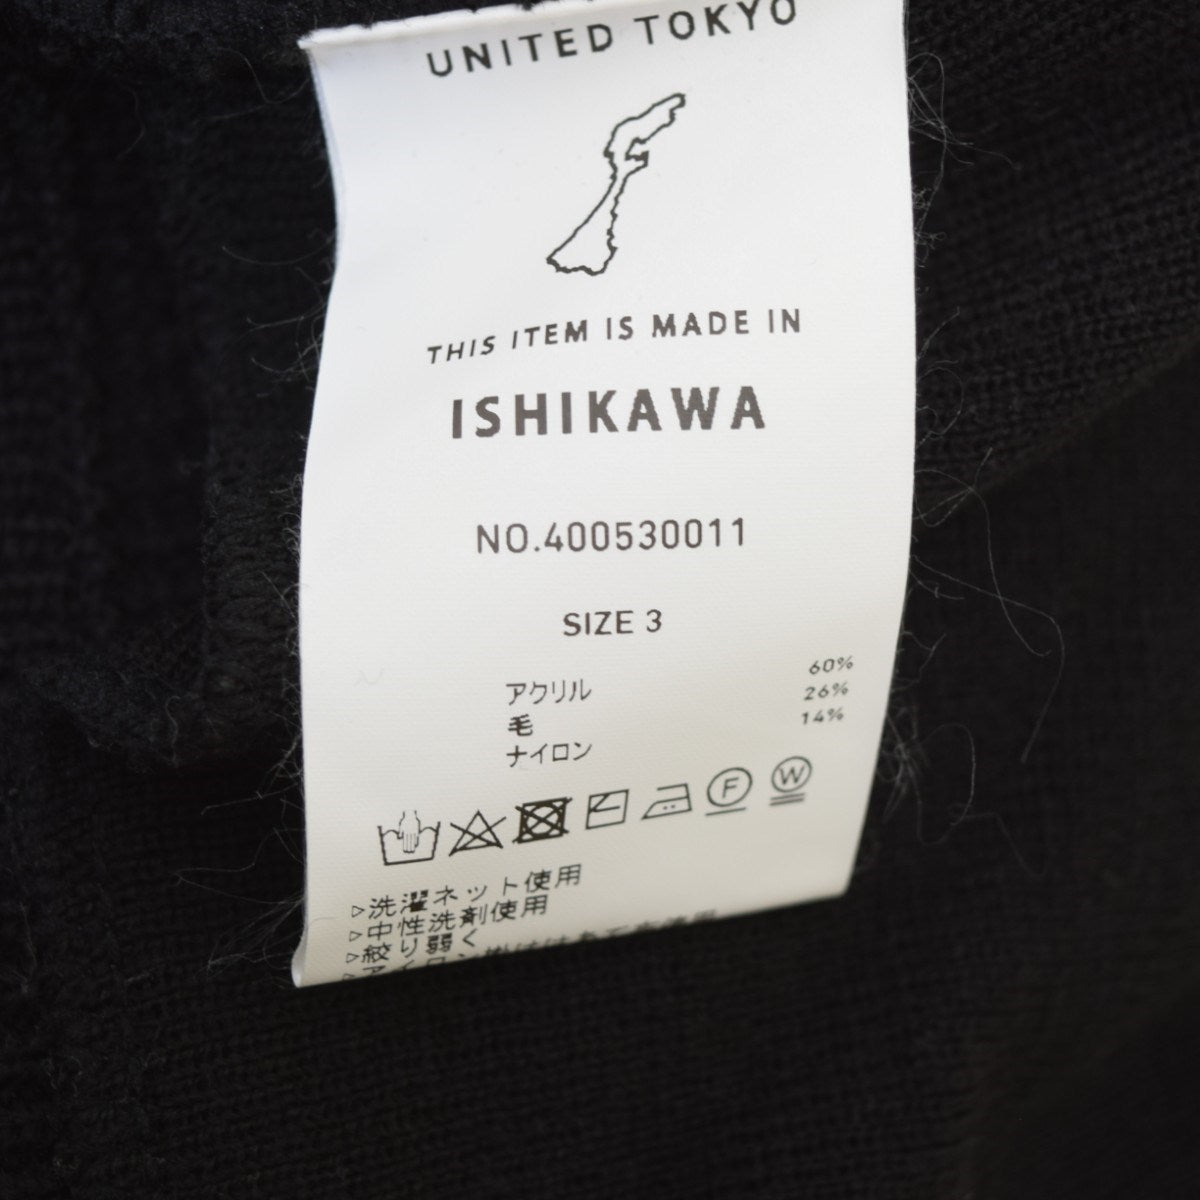 UNITED TOKYO
THIS ITEM IS MADE IN
ISHIKAWA
NO.400530011
SIZE 3
アクリル 60%
毛 26%
ナイロン 14%
F W
▷洗濯ネット使用
▷中性洗剤使用
▷絞り弱く